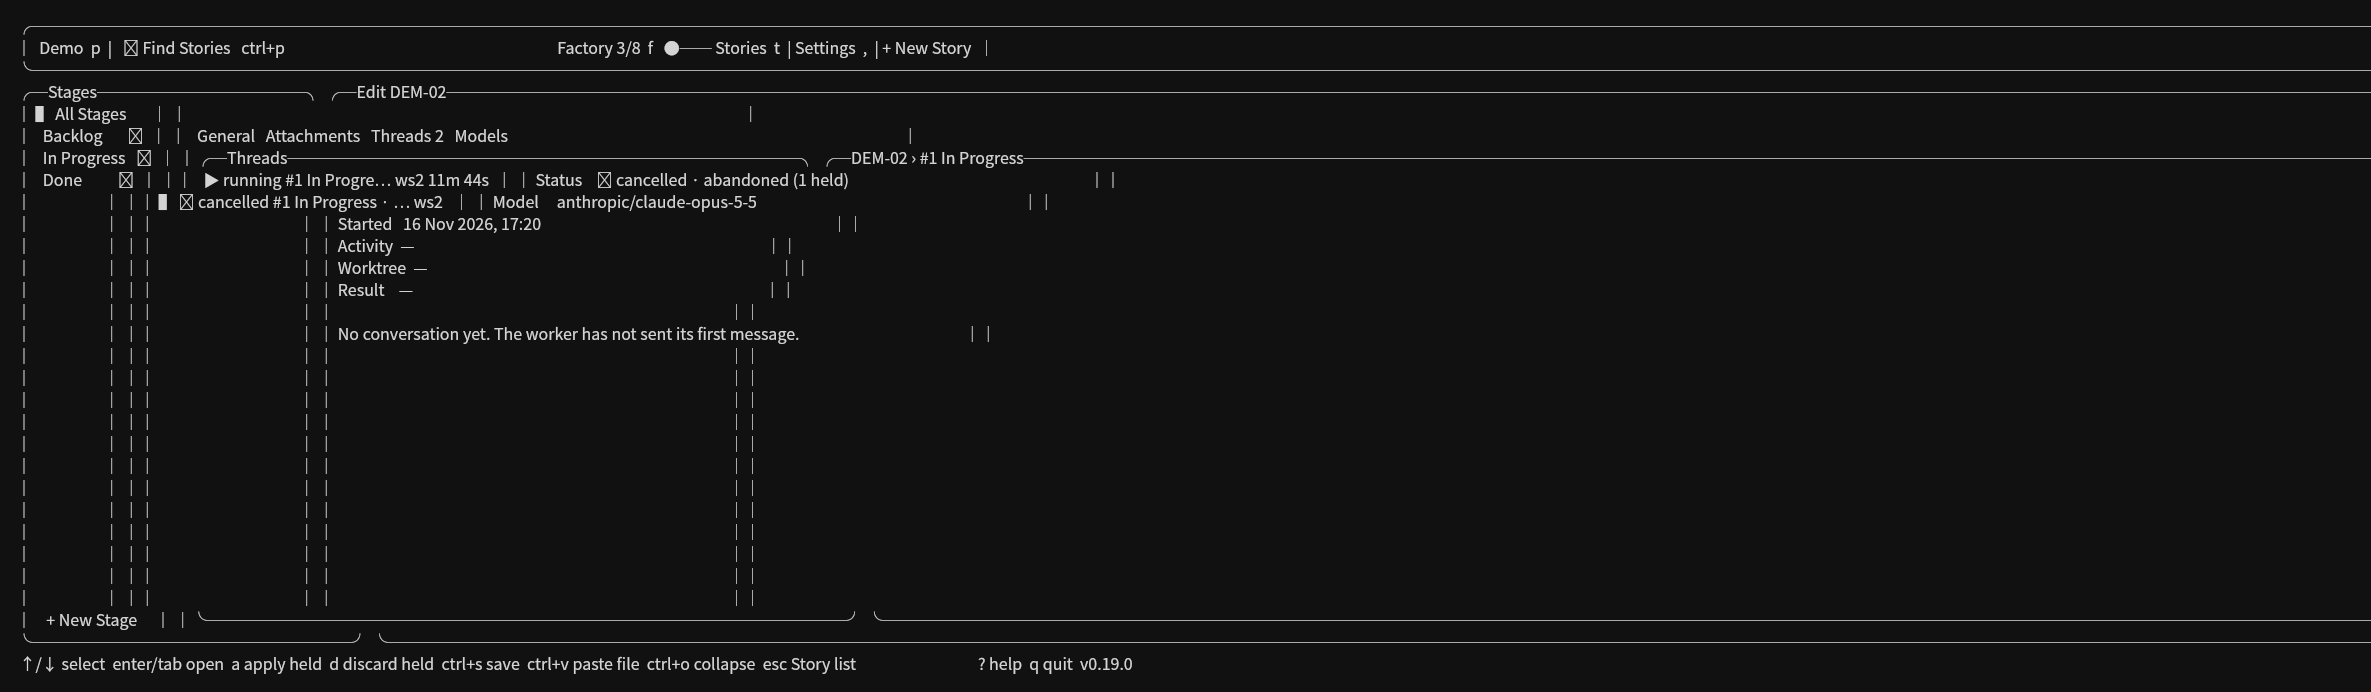 Demo p | Find Stories ctrl+p Factory 3/8 f ●── Stories t | Settings , | + New Story
Stages Edit DEM-02
All Stages
Backlog General Attachments Threads 2 Models
In Progress Threads DEM-02 › #1 In Progress
Done ▶ running #1 In Progre… ws2 11m 44s Status cancelled · abandoned (1 held)
cancelled #1 In Progress · … ws2 Model anthropic/claude-opus-5-5
Started 16 Nov 2026, 17:20
Activity —
Worktree —
Result —
No conversation yet. The worker has not sent its first message.
+ New Stage
↑/↓ select enter/tab open a apply held d discard held ctrl+s save ctrl+v paste file ctrl+o collapse esc Story list ? help q quit v0.19.0